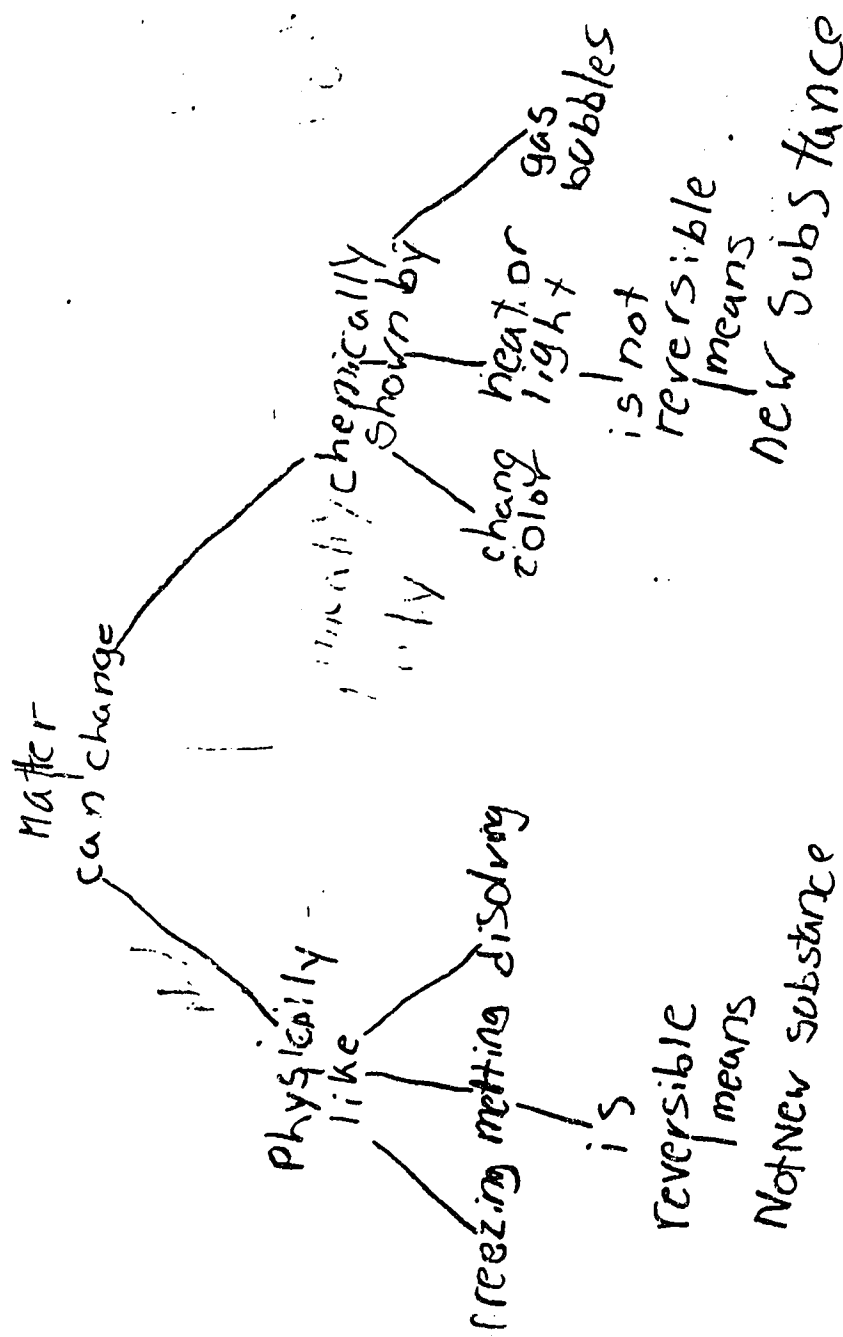 Matter
can change
Physically
like
freezing melting disolving
is
reversible
means
Not New substance
chemically
shown by
chang
color
heat or
light
gas
bubbles
is not
reversible
means
new substance